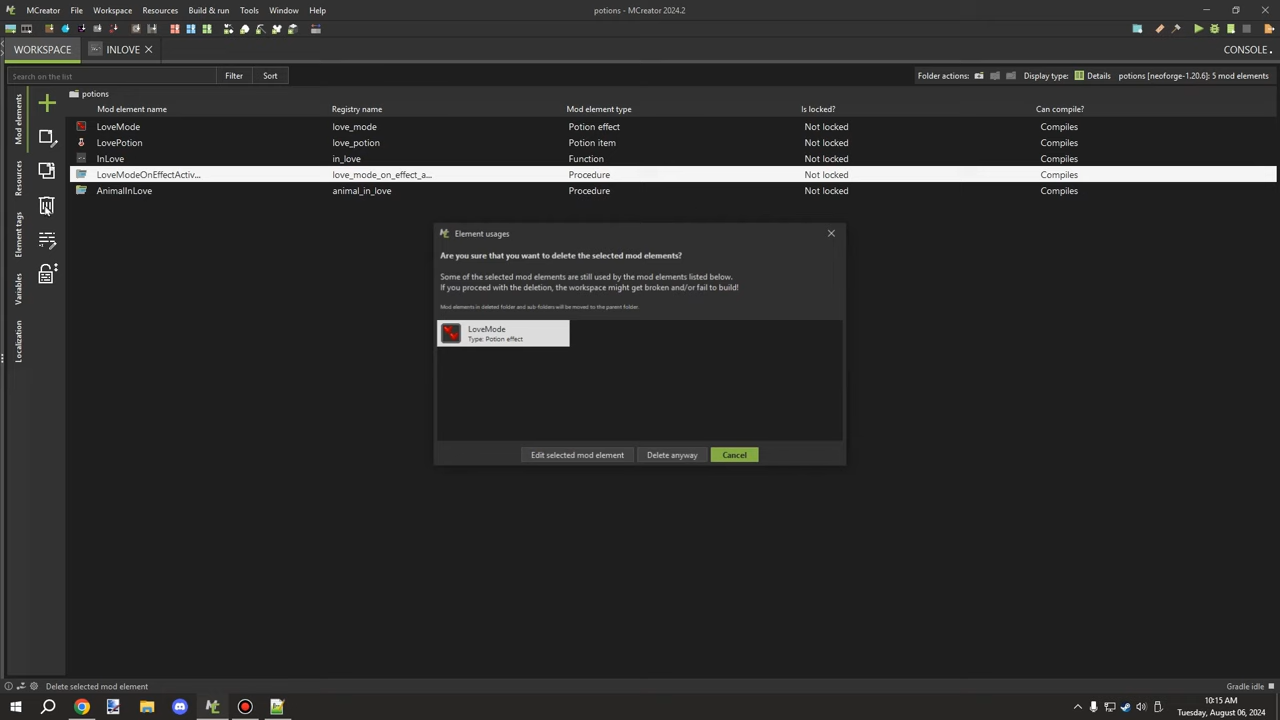 MCreator File Workspace Resources Build & run Tools Window Help
potions - MCreator 2024.2
WORKSPACE
INLOVE
CONSOLE
Search on the list
Filter
Sort
Folder actions:
Display type:
Details
potions [neoforge-1.20.6]: 5 mod elements
potions
Mod element name Registry name Mod element type Is locked? Can compile?
LoveMode love_mode Potion effect Not locked Compiles
LovePotion love_potion Potion item Not locked Compiles
InLove in_love Function Not locked Compiles
LoveModeOnEffectActiv... love_mode_on_effect_a... Procedure Not locked Compiles
AnimalInLove animal_in_love Procedure Not locked Compiles
Mod elements
Resources
Element tags
Variables
Localization
Element usages
Are you sure that you want to delete the selected mod elements?
Some of the selected mod elements are still used by the mod elements listed below.
If you proceed with the deletion, the workspace might get broken and/or fail to build!
Mod elements in deleted folder and sub-folders will be moved to the parent folder.
LoveMode
Type: Potion effect
Edit selected mod element
Delete anyway
Cancel
Delete selected mod element
Gradle idle
10:15 AM
Tuesday, August 06, 2024